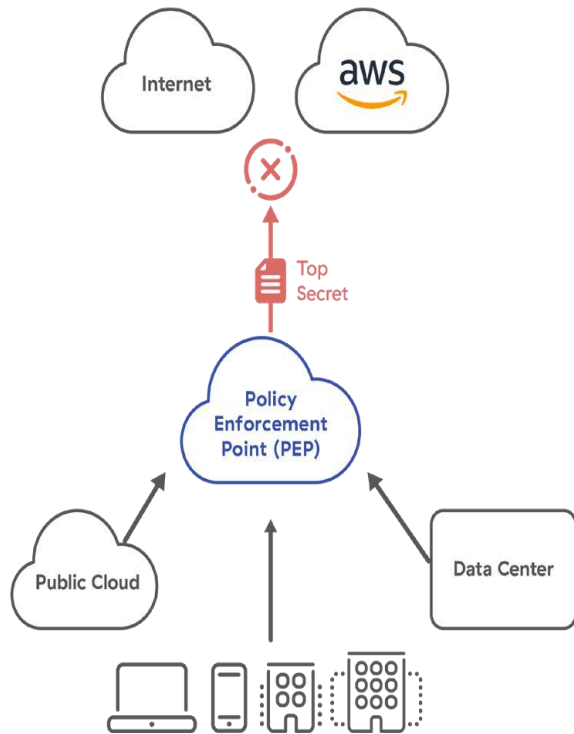 Internet
aws
Top
Secret
Policy
Enforcement
Point (PEP)
Public Cloud
Data Center